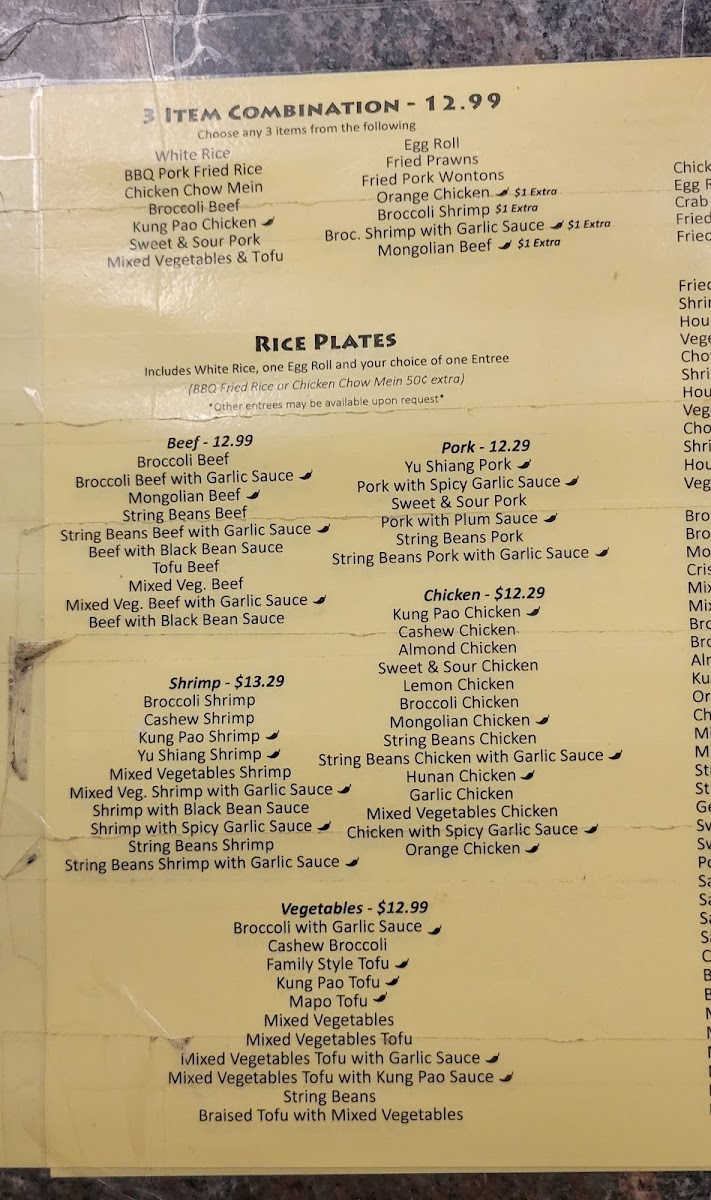 3 ITEM COMBINATION - 12.99
Choose any 3 items from the following
White Rice
BBQ Pork Fried Rice
Chicken Chow Mein
Broccoli Beef
Kung Pao Chicken
Sweet & Sour Pork
Mixed Vegetables & Tofu
Egg Roll
Fried Prawns
Fried Pork Wontons
Orange Chicken $1 Extra
Broccoli Shrimp $1 Extra
Broc. Shrimp with Garlic Sauce $1 Extra
Mongolian Beef $1 Extra
RICE PLATES
Includes White Rice, one Egg Roll and your choice of one Entree
(BBQ Fried Rice or Chicken Chow Mein 50¢ extra)
*Other entrees may be available upon request*
Beef - 12.99
Broccoli Beef
Broccoli Beef with Garlic Sauce
Mongolian Beef
String Beans Beef
String Beans Beef with Garlic Sauce
Beef with Black Bean Sauce
Tofu Beef
Mixed Veg. Beef
Mixed Veg. Beef with Garlic Sauce
Beef with Black Bean Sauce
Shrimp - $13.29
Broccoli Shrimp
Cashew Shrimp
Kung Pao Shrimp
Yu Shiang Shrimp
Mixed Vegetables Shrimp
Mixed Veg. Shrimp with Garlic Sauce
Shrimp with Black Bean Sauce
Shrimp with Spicy Garlic Sauce
String Beans Shrimp
String Beans Shrimp with Garlic Sauce
Pork - 12.29
Yu Shiang Pork
Pork with Spicy Garlic Sauce
Sweet & Sour Pork
Pork with Plum Sauce
String Beans Pork
String Beans Pork with Garlic Sauce
Chicken - $12.29
Kung Pao Chicken
Cashew Chicken
Almond Chicken
Sweet & Sour Chicken
Lemon Chicken
Broccoli Chicken
Mongolian Chicken
String Beans Chicken
String Beans Chicken with Garlic Sauce
Hunan Chicken
Garlic Chicken
Mixed Vegetables Chicken
Chicken with Spicy Garlic Sauce
Orange Chicken
Vegetables - $12.99
Broccoli with Garlic Sauce
Cashew Broccoli
Family Style Tofu
Kung Pao Tofu
Mapo Tofu
Mixed Vegetables
Mixed Vegetables Tofu
Mixed Vegetables Tofu with Garlic Sauce
Mixed Vegetables Tofu with Kung Pao Sauce
String Beans
Braised Tofu with Mixed Vegetables
Egg
Crab
Fried
Fried